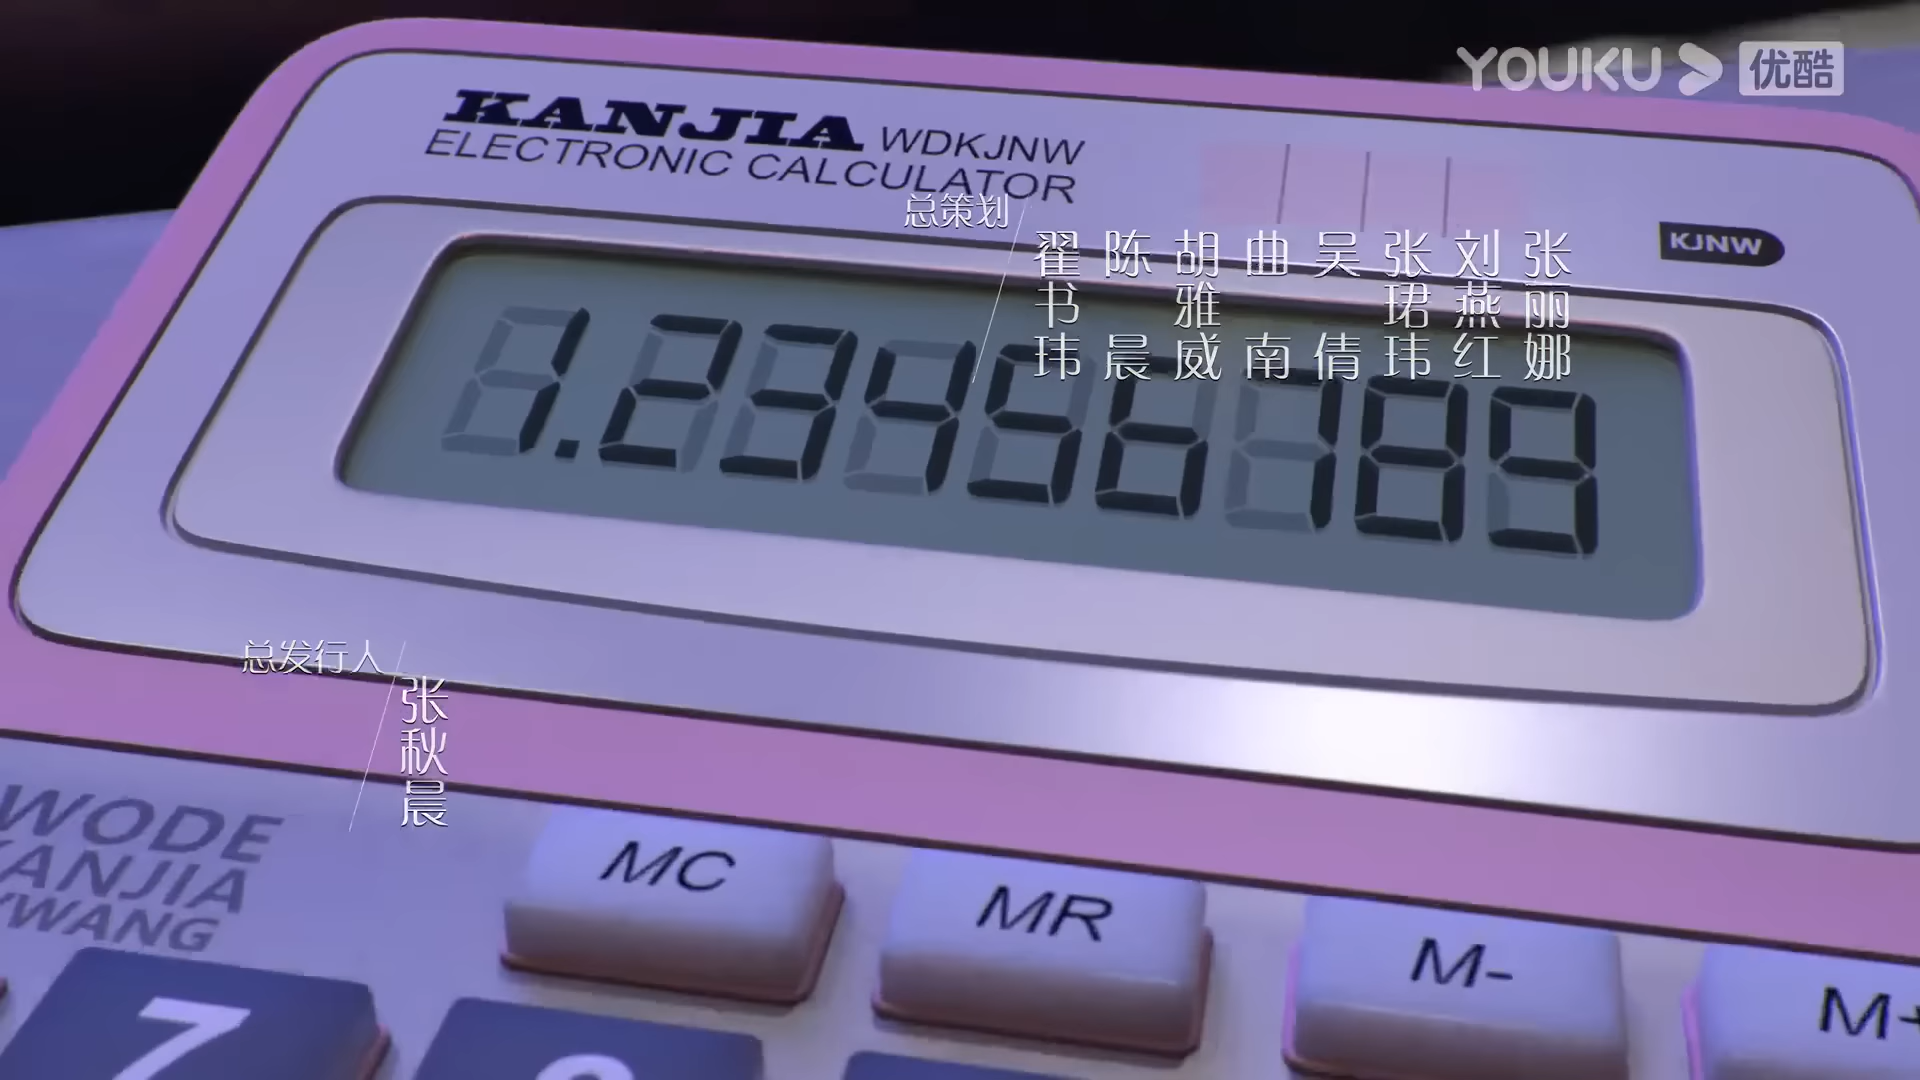 YOUKU 优酷
KANJIA WDKJNW
ELECTRONIC CALCULATOR
KJNW
总策划
翟书玮 陈晨 胡雅威 曲南 吴倩 张珺玮 刘燕红 张丽娜
1.23456789
总发行人
张秋晨
WODE
KANJIA
YWANG
MC MR M- M+
7